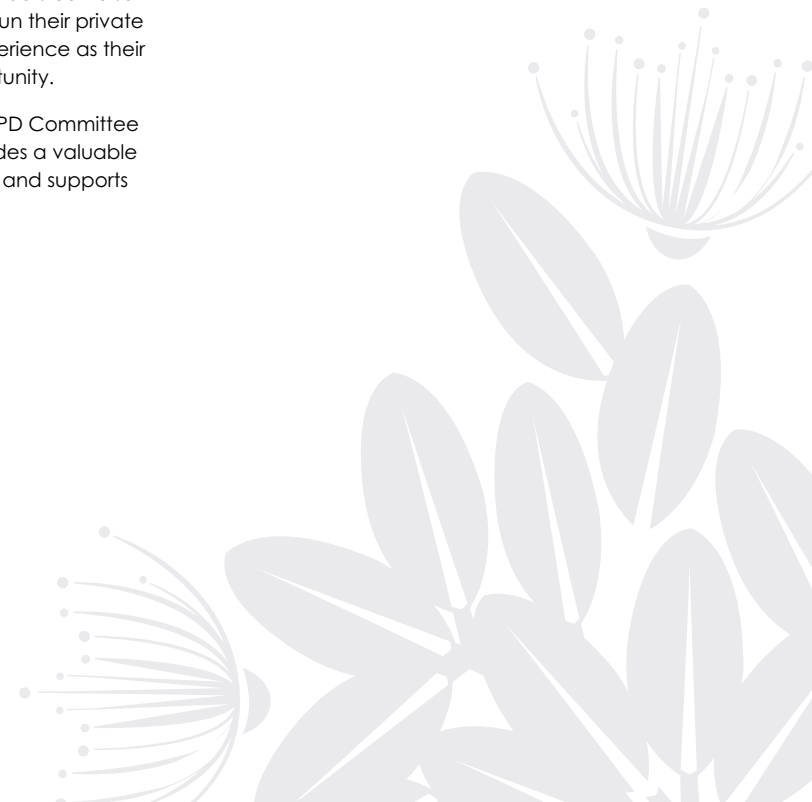 un their private
erience as their
tunity.
PD Committee
des a valuable
and supports